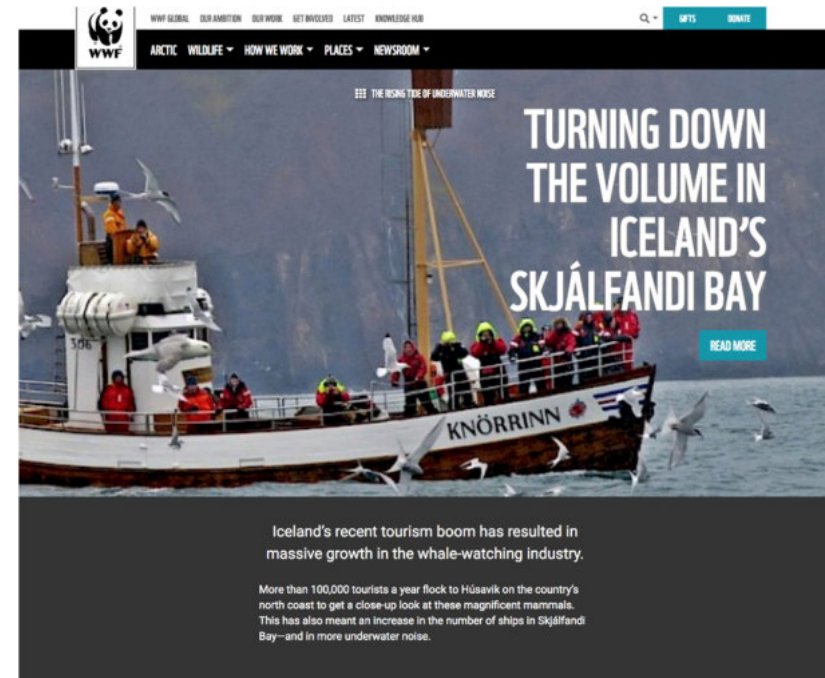 WWF GLOBAL OUR AMBITION OUR WORK GET INVOLVED LATEST KNOWLEDGE HUB
GIFTS DONATE
WWF
ARCTIC WILDLIFE HOW WE WORK PLACES NEWSROOM
THE RISING TIDE OF UNDERWATER NOISE
TURNING DOWN
THE VOLUME IN
ICELAND'S
SKJÁLFANDI BAY
READ MORE
306
KNÖRRINN
Iceland's recent tourism boom has resulted in
massive growth in the whale-watching industry.
More than 100,000 tourists a year flock to Húsavik on the country's
north coast to get a close-up look at these magnificent mammals.
This has also meant an increase in the number of ships in Skjálfandi
Bay—and in more underwater noise.